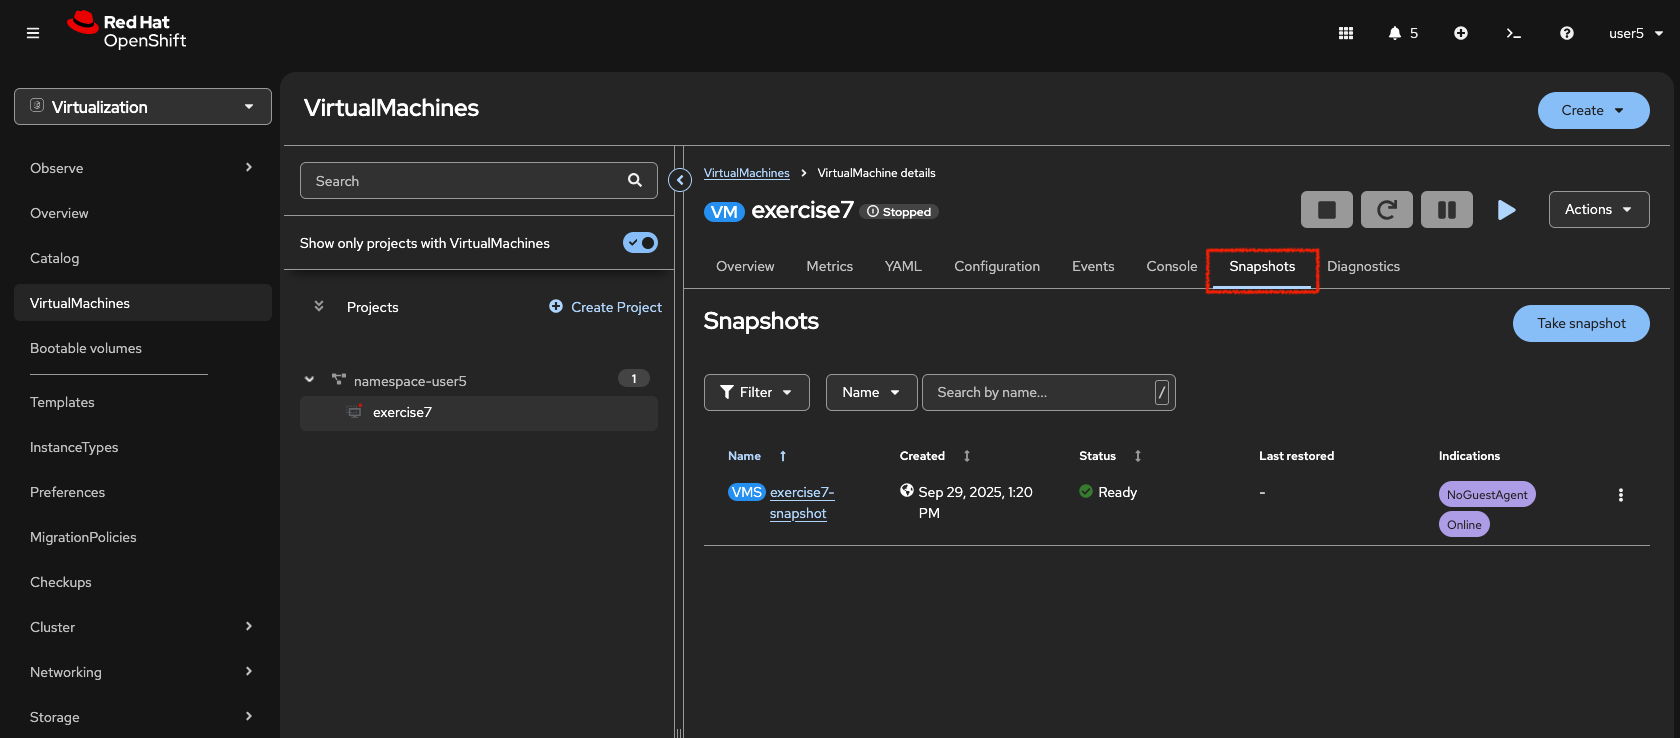 Red Hat
OpenShift
5
user5
Virtualization
Observe
Overview
Catalog
VirtualMachines
Bootable volumes
Templates
InstanceTypes
Preferences
MigrationPolicies
Checkups
Cluster
Networking
Storage
VirtualMachines
Create
Search
Show only projects with VirtualMachines
Projects
Create Project
namespace-user5
1
exercise7
VirtualMachines > VirtualMachine details
VM exercise7 Stopped
Actions
Overview Metrics YAML Configuration Events Console Snapshots Diagnostics
Snapshots
Take snapshot
Filter Name Search by name... /
Name Created Status Last restored Indications
VMS exercise7-
snapshot
Sep 29, 2025, 1:20
PM
Ready
-
NoGuestAgent
Online